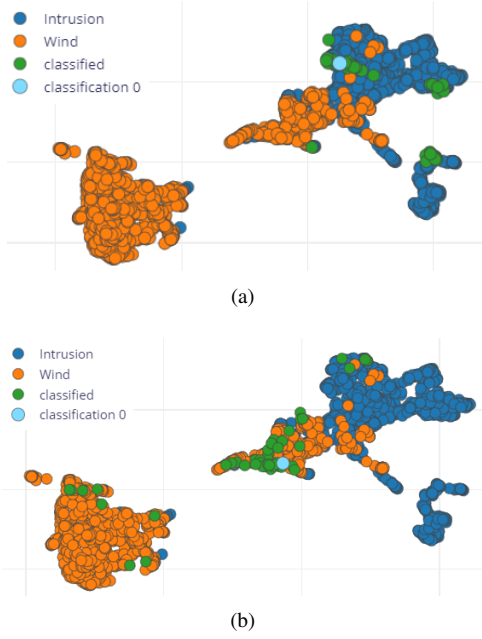 Intrusion
Wind
classified
classification 0
(a)
Intrusion
Wind
classified
classification 0
(b)